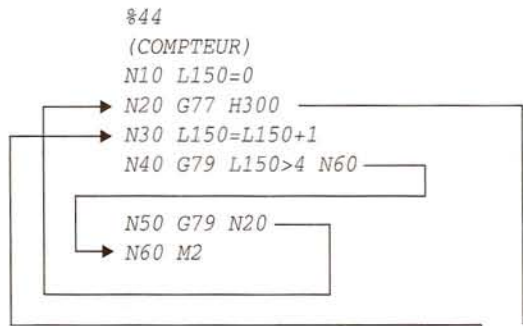 %44
(COMPTEUR)
N10 L150=0
N20 G77 H300
N30 L150=L150+1
N40 G79 L150>4 N60
N50 G79 N20
N60 M2